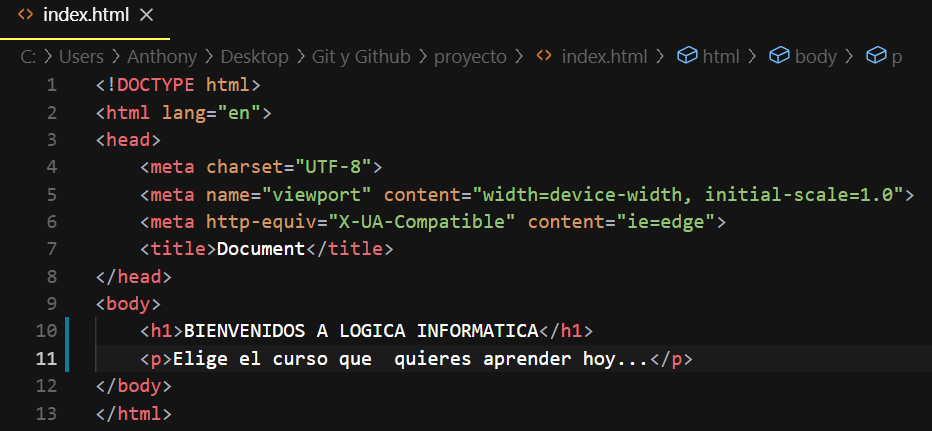 index.html
C: > Users > Anthony > Desktop > Git y Github > proyecto > index.html > html > body > p
1 <!DOCTYPE html>
2 <html lang="en">
3 <head>
4     <meta charset="UTF-8">
5     <meta name="viewport" content="width=device-width, initial-scale=1.0">
6     <meta http-equiv="X-UA-Compatible" content="ie=edge">
7     <title>Document</title>
8 </head>
9 <body>
10     <h1>BIENVENIDOS A LOGICA INFORMATICA</h1>
11     <p>Elige el curso que  quieres aprender hoy...</p>
12 </body>
13 </html>